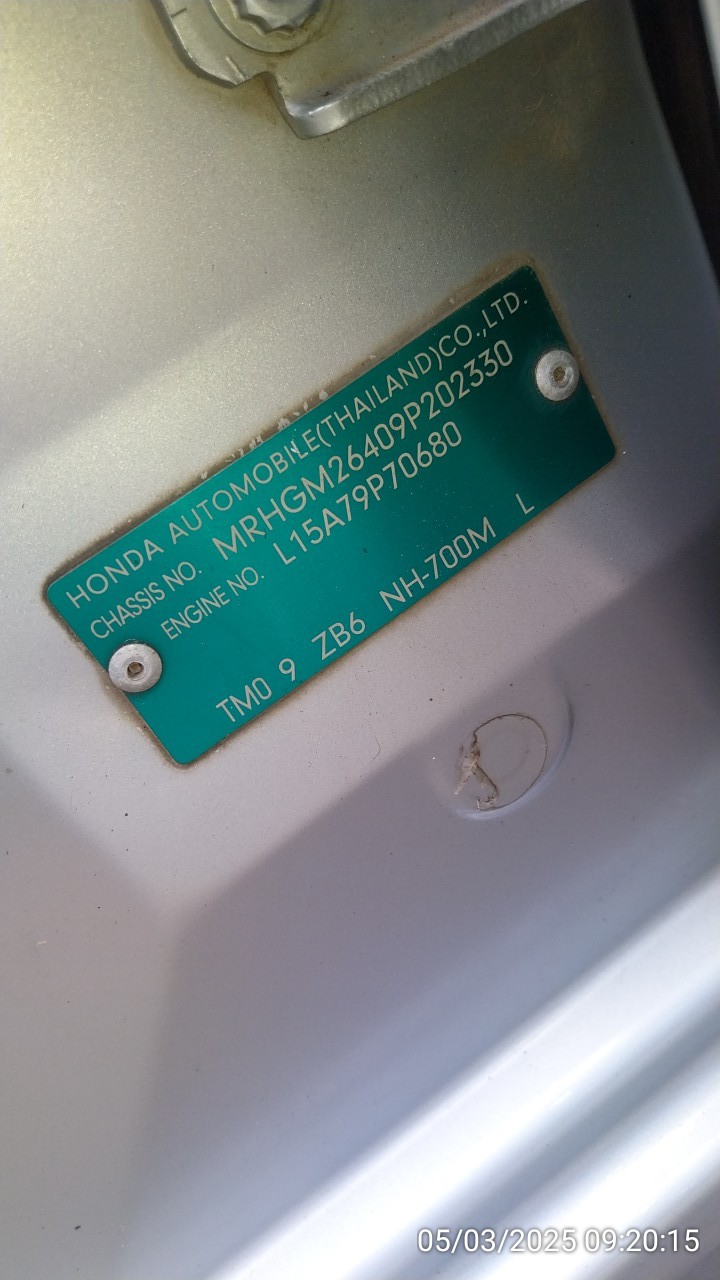 HONDA AUTOMOBILE(THAILAND)CO.,LTD.
CHASSIS NO. MRHGM26409P202330
ENGINE NO. L15A79P70680
TM0 9 ZB6 NH-700M L
05/03/2025 09:20:15